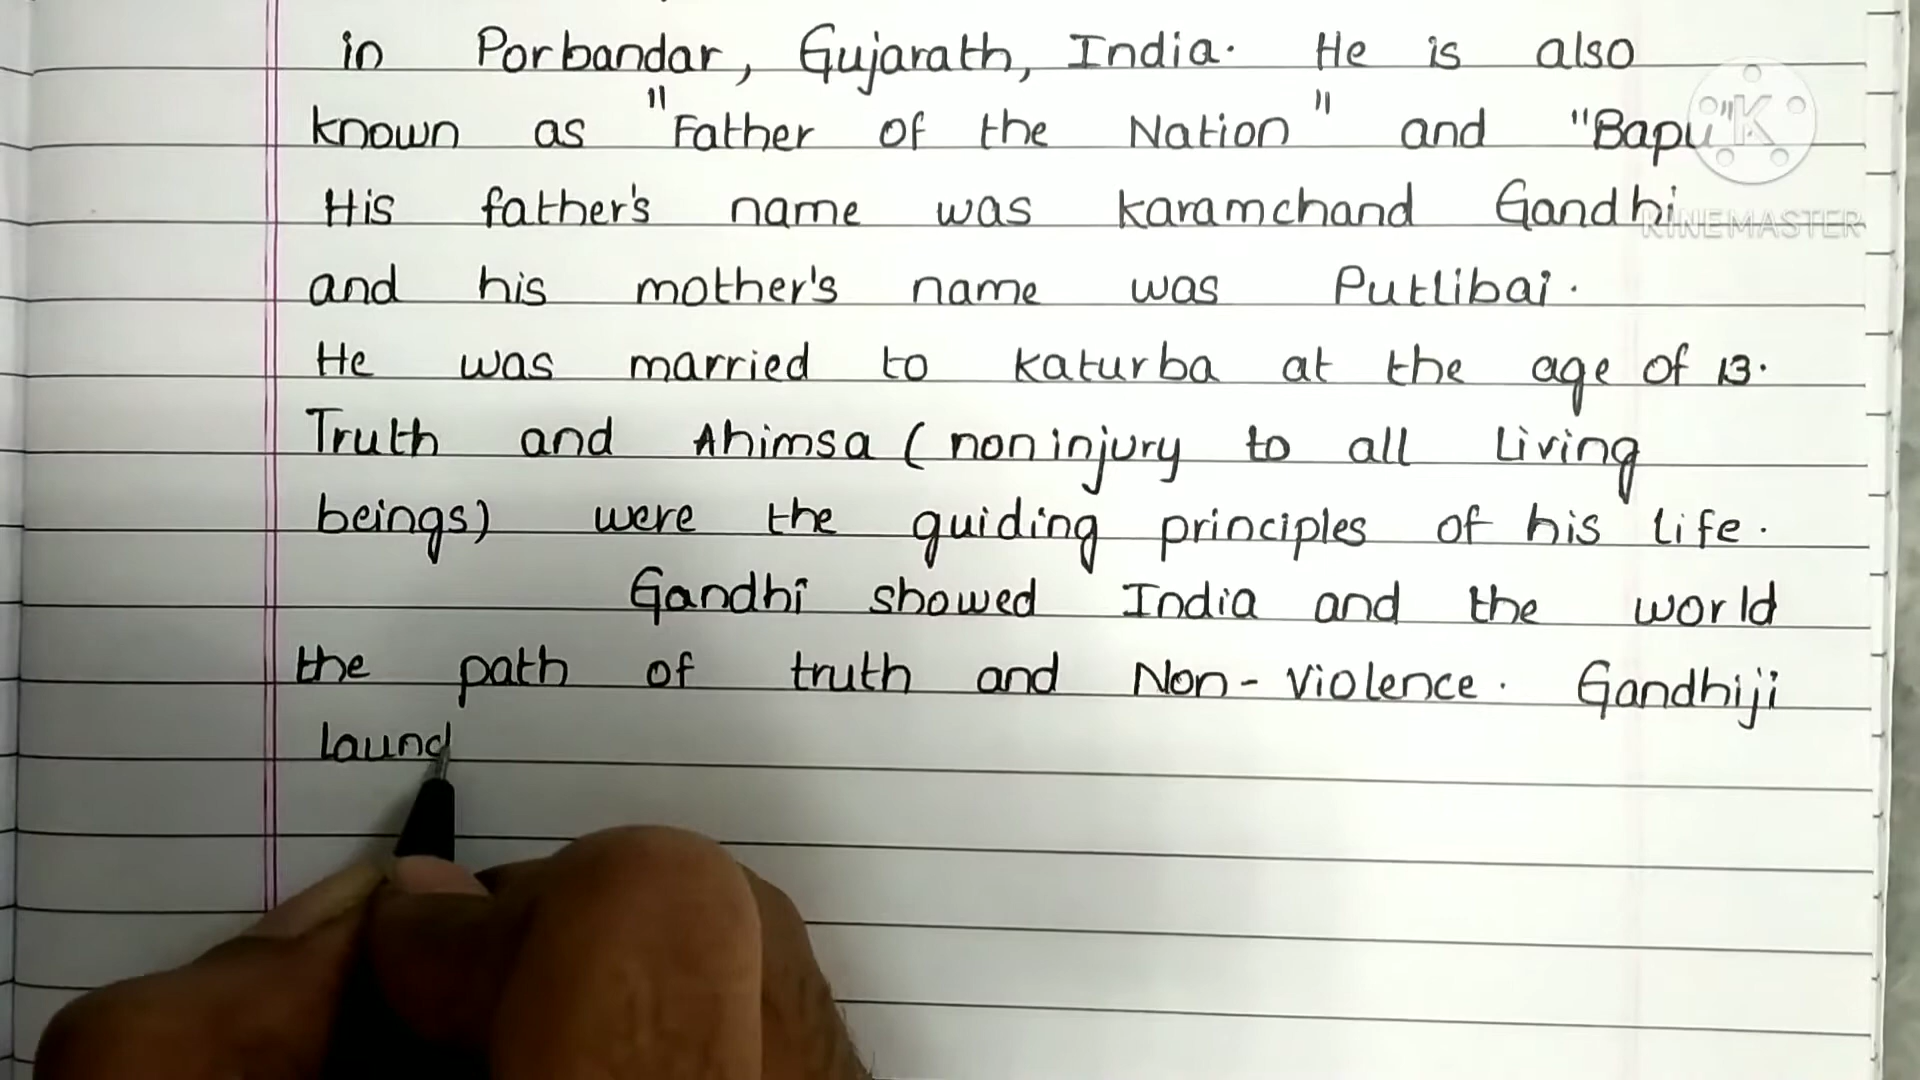 in Porbandar, Gujarath, India. He is also
known as "Father of the Nation" and "Bapu"
His father's name was karamchand Gandhi
and his mother's name was Putlibai.
He was married to katurba at the age of 13.
Truth and Ahimsa (non injury to all living
beings) were the guiding principles of his life.
Gandhi showed India and the world
the path of truth and Non-violence. Gandhiji
KINEMASTER